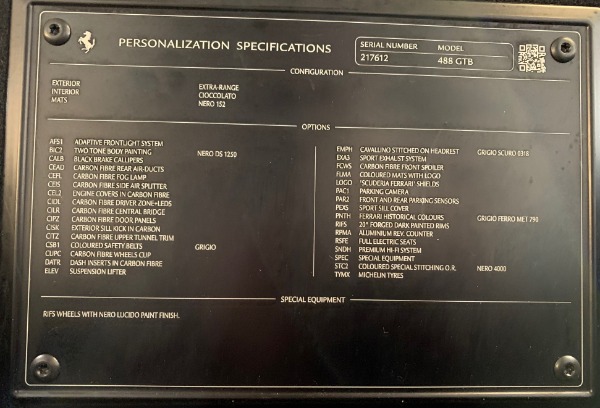 PERSONALIZATION SPECIFICATIONS
SERIAL NUMBER MODEL
217612 488 GTB
CONFIGURATION
EXTERIOR EXTRA-RANGE
INTERIOR CIOCCOLATO
MATS NERO 152
OPTIONS
AFS1 ADAPTIVE FRONTLIGHT SYSTEM
BIC2 TWO TONE BODY PAINTING NERO DS 1250
CALB BLACK BRAKE CALLIPERS
CEAD CARBON FIBRE REAR AIR-DUCTS
CEFL CARBON FIBRE FOG LAMP
CEIS CARBON FIBRE SIDE AIR SPLITTER
CEL2 ENGINE COVERS IN CARBON FIBRE
CIDL CARBON FIBRE DRIVER ZONE+LEDS
CILR CARBON FIBRE CENTRAL BRIDGE
CIPZ CARBON FIBRE DOOR PANELS
CISK EXTERIOR SILL KICK IN CARBON
CITZ CARBON FIBRE UPPER TUNNEL TRIM
CSB1 COLOURED SAFETY BELTS GRIGIO
CUPC CARBON FIBRE WHEELS CUP
DATR DASH INSERTS IN CARBON FIBRE
ELEV SUSPENSION LIFTER
EMPH CAVALLINO STITCHED ON HEADREST GRIGIO SCURO 0318
EXA3 SPORT EXHAUST SYSTEM
FCWS CARBON FIBRE FRONT SPOILER
FLMA COLOURED MATS WITH LOGO
LOGO 'SCUDERIA FERRARI' SHIELDS
PAC1 PARKING CAMERA
PAR2 FRONT AND REAR PARKING SENSORS
PEXS SPORT SILL COVER
PNTH FERRARI HISTORICAL COLOURS GRIGIO FERRO MET 790
RIFS 20" FORGED DARK PAINTED RIMS
RPMA ALUMINIUM REV. COUNTER
RSFE FULL ELECTRIC SEATS
SNDH PREMIUM HI-FI SYSTEM
SPEC SPECIAL EQUIPMENT
STC2 COLOURED SPECIAL STITCHING O.R. NERO 4000
TYMX MICHELIN TYRES
SPECIAL EQUIPMENT
RIFS WHEELS WITH NERO LUCIDO PAINT FINISH.